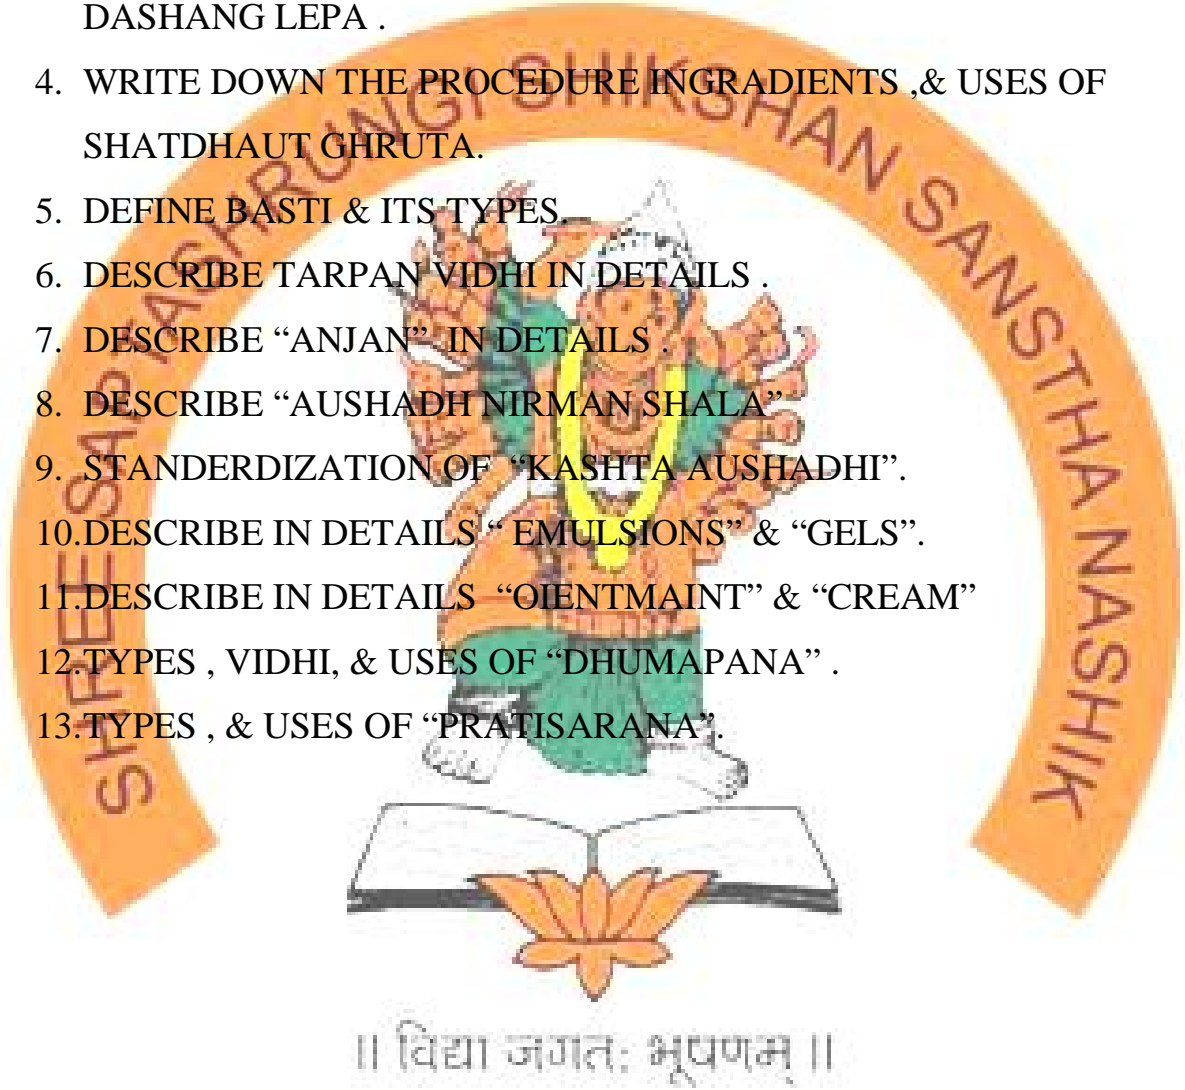 DASHANG LEPA .
4. WRITE DOWN THE PROCEDURE INGRADIENTS ,& USES OF
SHATDHAUT GHRUTA.
5. DEFINE BASTI & ITS TYPES.
6. DESCRIBE TARPAN VIDHI IN DETAILS .
7. DESCRIBE “ANJAN” IN DETAILS .
8. DESCRIBE “AUSHADH NIRMAN SHALA”
9. STANDERDIZATION OF “KASHTA AUSHADHI”.
10.DESCRIBE IN DETAILS “ EMULSIONS” & “GELS”.
11.DESCRIBE IN DETAILS “OIENTMAINT” & “CREAM”
12.TYPES , VIDHI, & USES OF “DHUMAPANA” .
13.TYPES , & USES OF “PRATISARANA”.
SHREE SAPTASHRUNGI SHIKSHAN SANSTHA NASHIK
॥ विद्या जगतः भूषणम् ॥